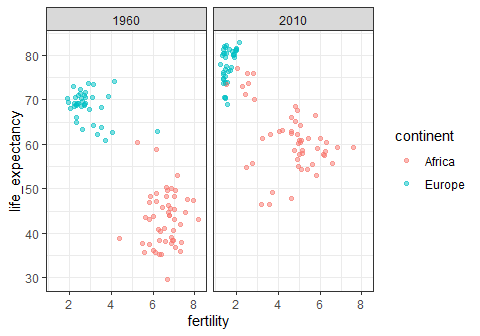 1960 2010
80
70
60
50
40
30
life_expectancy
2 4 6 8 2 4 6 8
fertility
continent
Africa
Europe